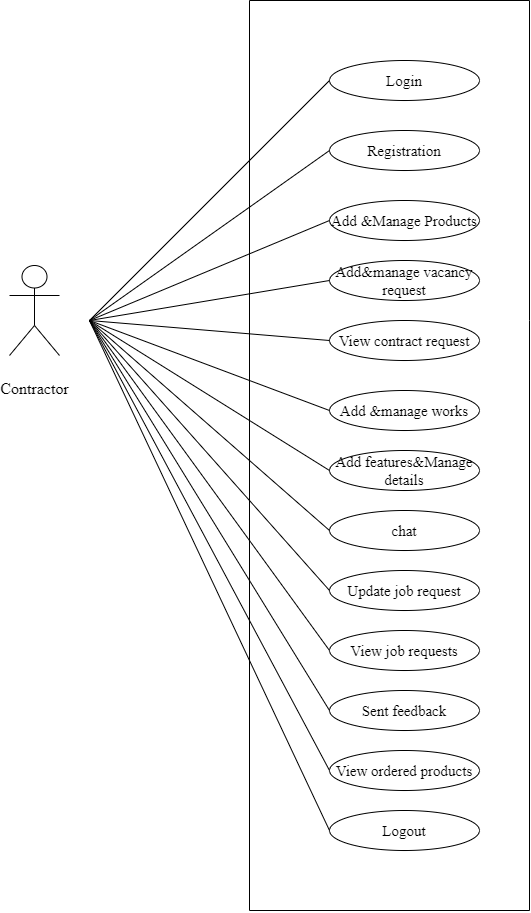 Login
Registration
Add &Manage Products
Add&manage vacancy
request
View contract request
Contractor
Add &manage works
Add features&Manage
details
chat
Update job request
View job requests
Sent feedback
View ordered products
Logout